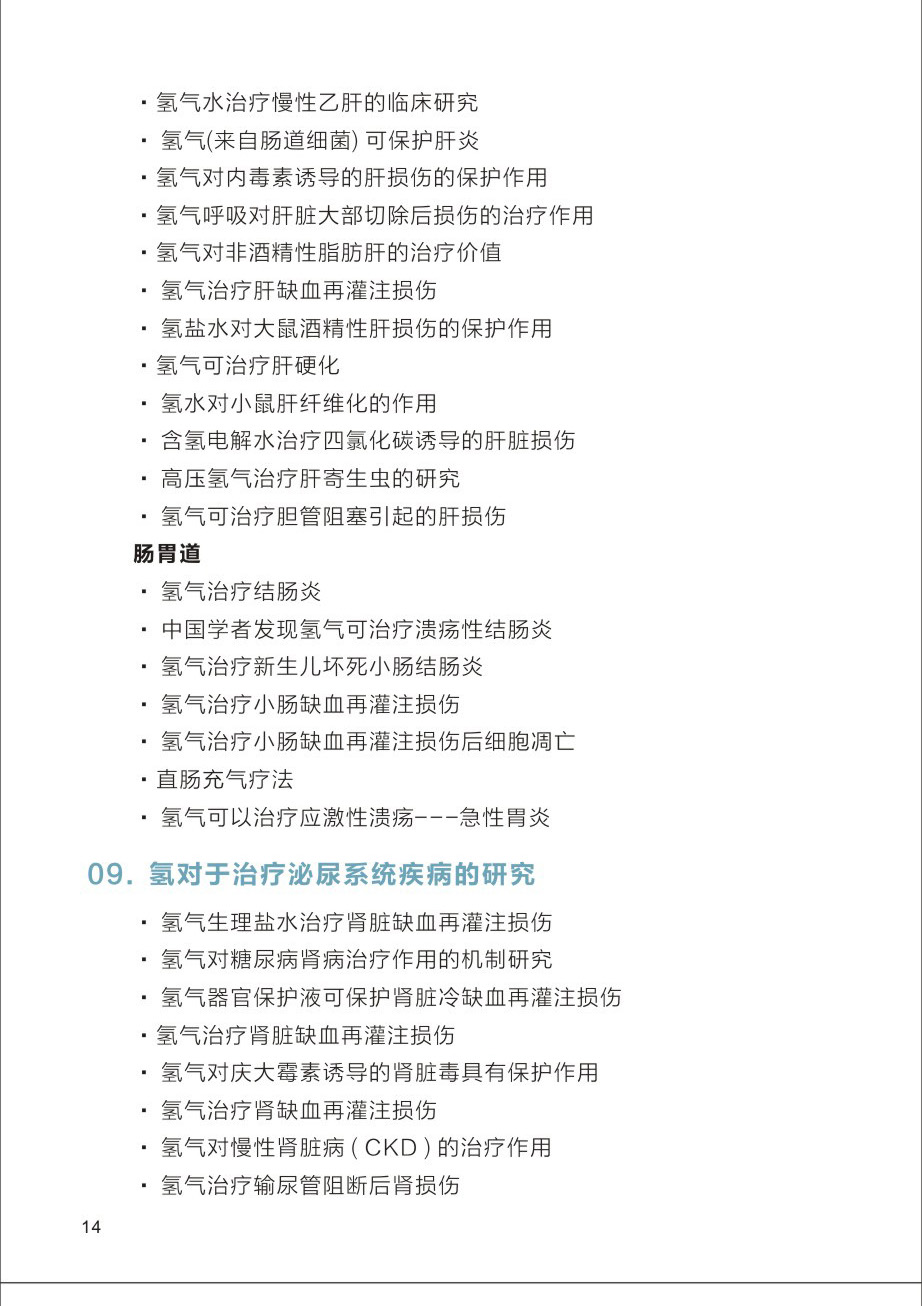 · 氢气水治疗慢性乙肝的临床研究
· 氢气(来自肠道细菌) 可保护肝炎
· 氢气对内毒素诱导的肝损伤的保护作用
· 氢气呼吸对肝脏大部切除后损伤的治疗作用
· 氢气对非酒精性脂肪肝的治疗价值
· 氢气治疗肝缺血再灌注损伤
· 氢盐水对大鼠酒精性肝损伤的保护作用
· 氢气可治疗肝硬化
· 氢水对小鼠肝纤维化的作用
· 含氢电解水治疗四氯化碳诱导的肝脏损伤
· 高压氢气治疗肝寄生虫的研究
· 氢气可治疗胆管阻塞引起的肝损伤
肠胃道
· 氢气治疗结肠炎
· 中国学者发现氢气可治疗溃疡性结肠炎
· 氢气治疗新生儿坏死小肠结肠炎
· 氢气治疗小肠缺血再灌注损伤
· 氢气治疗小肠缺血再灌注损伤后细胞凋亡
· 直肠充气疗法
· 氢气可以治疗应激性溃疡---急性胃炎
09. 氢对于治疗泌尿系统疾病的研究
· 氢气生理盐水治疗肾脏缺血再灌注损伤
· 氢气对糖尿病肾病治疗作用的机制研究
· 氢气器官保护液可保护肾脏冷缺血再灌注损伤
· 氢气治疗肾脏缺血再灌注损伤
· 氢气对庆大霉素诱导的肾脏毒具有保护作用
· 氢气治疗肾缺血再灌注损伤
· 氢气对慢性肾脏病 ( CKD ) 的治疗作用
· 氢气治疗输尿管阻断后肾损伤
14